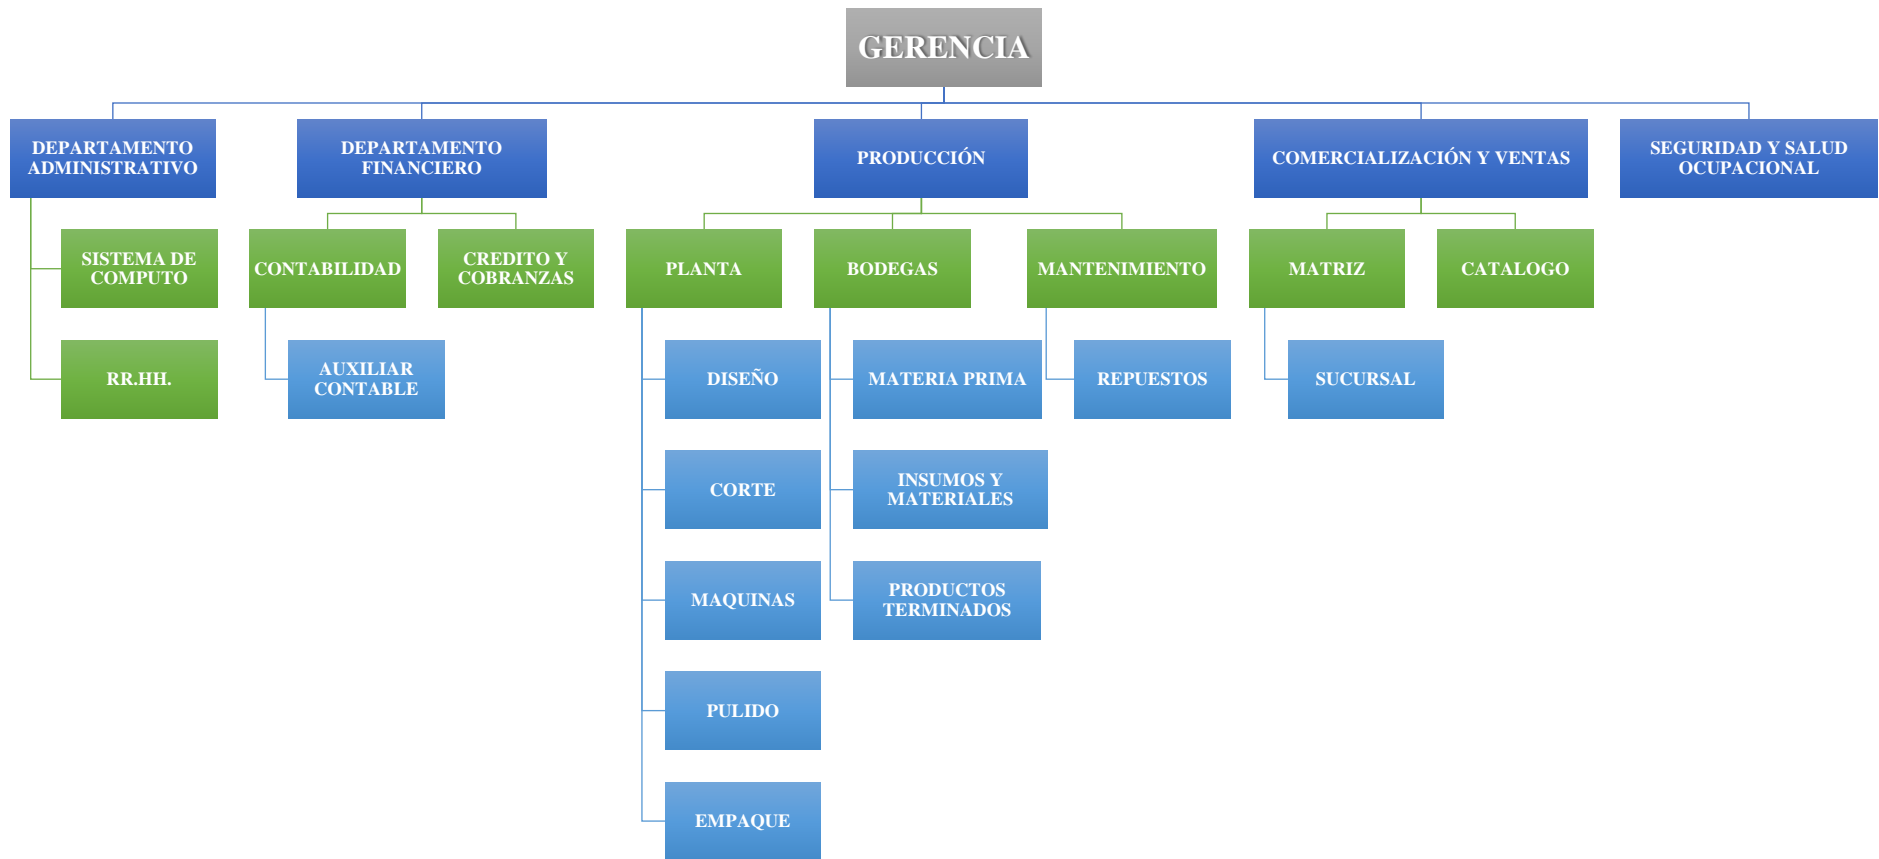 GERENCIA
DEPARTAMENTO
ADMINISTRATIVO
DEPARTAMENTO
FINANCIERO
PRODUCCIÓN
COMERCIALIZACIÓN Y VENTAS
SEGURIDAD Y SALUD
OCUPACIONAL
SISTEMA DE
COMPUTO
CONTABILIDAD
CREDITO Y
COBRANZAS
PLANTA
BODEGAS
MANTENIMIENTO
MATRIZ
CATALOGO
RR.HH.
AUXILIAR
CONTABLE
DISEÑO
MATERIA PRIMA
REPUESTOS
SUCURSAL
CORTE
INSUMOS Y
MATERIALES
MAQUINAS
PRODUCTOS
TERMINADOS
PULIDO
EMPAQUE